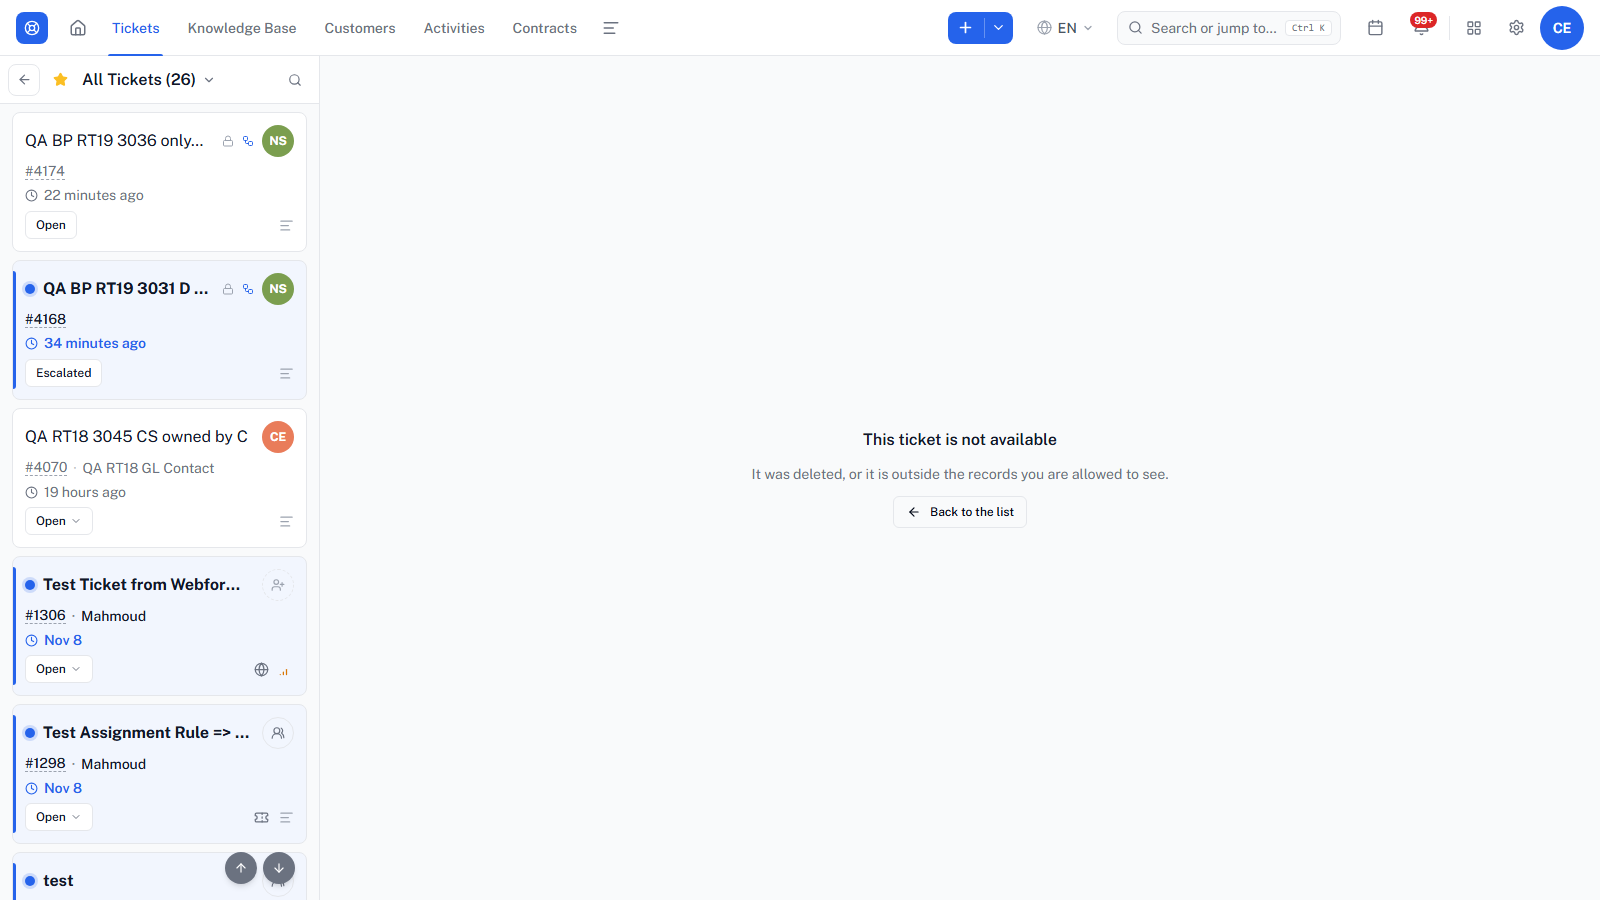 Tickets
Knowledge Base
Customers
Activities
Contracts
EN
Search or jump to...
Ctrl K
99+
CE
All Tickets (26)
QA BP RT19 3036 only...
NS
#4174
22 minutes ago
Open
QA BP RT19 3031 D ...
NS
#4168
34 minutes ago
Escalated
QA RT18 3045 CS owned by C
CE
#4070 · QA RT18 GL Contact
19 hours ago
Open
Test Ticket from Webfor...
#1306 · Mahmoud
Nov 8
Open
Test Assignment Rule => ...
#1298 · Mahmoud
Nov 8
Open
test
This ticket is not available
It was deleted, or it is outside the records you are allowed to see.
Back to the list